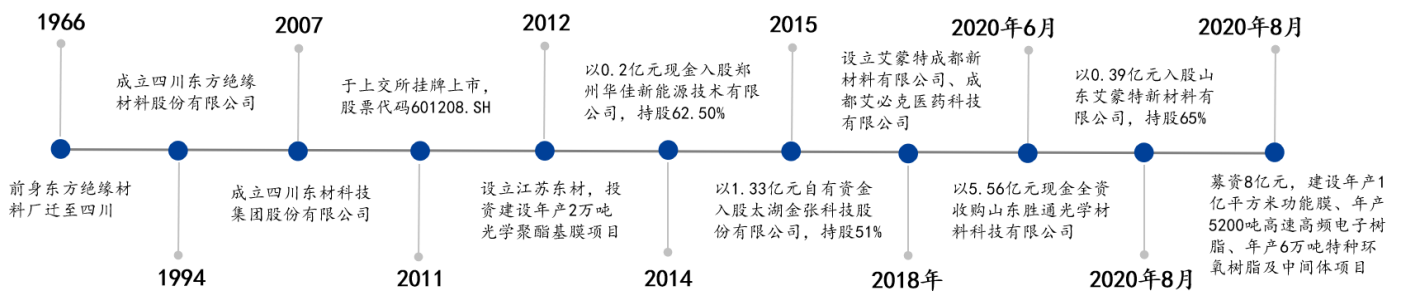 1966
前身东方绝缘材
料厂迁至四川
成立四川东方绝缘
材料股份有限公司
1994
2007
成立四川东材科技
集团股份有限公司
于上交所挂牌上市，
股票代码601208.SH
2011
2012
设立江苏东材，投
资建设年产2万吨
光学聚酯基膜项目
以0.2亿元现金入股郑
州华佳新能源技术有限公
司，持股62.50%
2014
2015
以1.33亿元自有资金
入股太湖金张科技股
份有限公司，持股51%
设立艾蒙特成都新
材料有限公司、成
都艾必克医药科技
有限公司
2018年
2020年6月
以5.56亿元现金全资
收购山东胜通光学材
料科技有限公司
以0.39亿元入股山
东艾蒙特新材料有
限公司，持股65%
2020年8月
2020年8月
募资8亿元，建设年产1
亿平方米功能膜、年产
5200吨高速高频电子树
脂、年产6万吨特种环
氧树脂及中间体项目